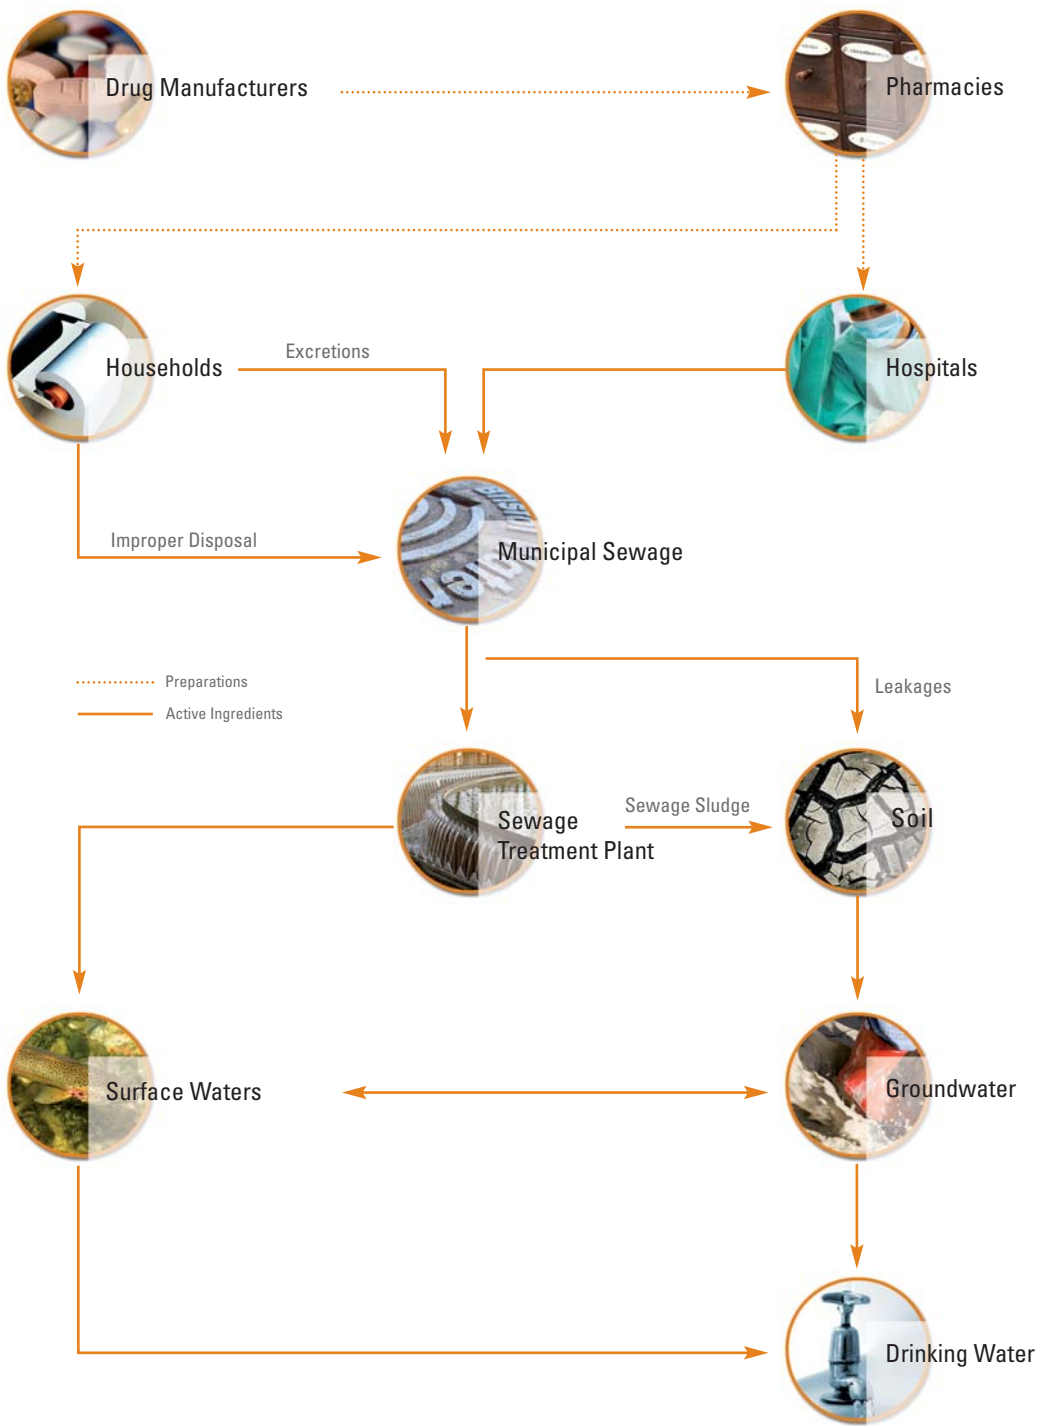 Drug Manufacturers
Pharmacies
Households
Excretions
Hospitals
Improper Disposal
Municipal Sewage
Preparations
Active Ingredients
Leakages
Sewage
Treatment Plant
Sewage Sludge
Soil
Surface Waters
Groundwater
Drinking Water